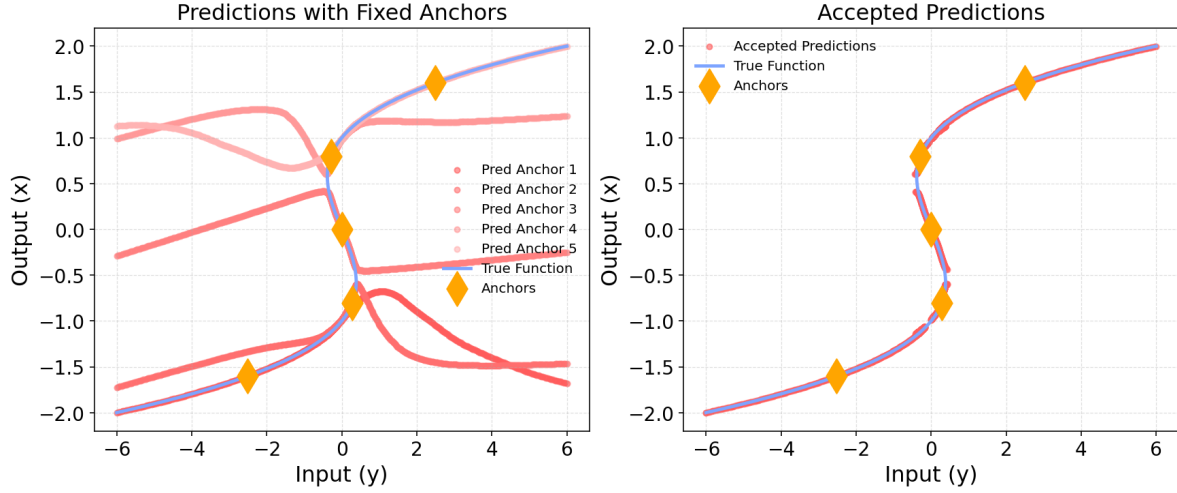 Predictions with Fixed Anchors
2.0
1.5
1.0
0.5
0.0
−0.5
−1.0
−1.5
−2.0
Output (x)
Pred Anchor 1
Pred Anchor 2
Pred Anchor 3
Pred Anchor 4
Pred Anchor 5
True Function
Anchors
−6 −4 −2 0 2 4 6
Input (y)
Accepted Predictions
2.0
1.5
1.0
0.5
0.0
−0.5
−1.0
−1.5
−2.0
Output (x)
Accepted Predictions
True Function
Anchors
−6 −4 −2 0 2 4 6
Input (y)